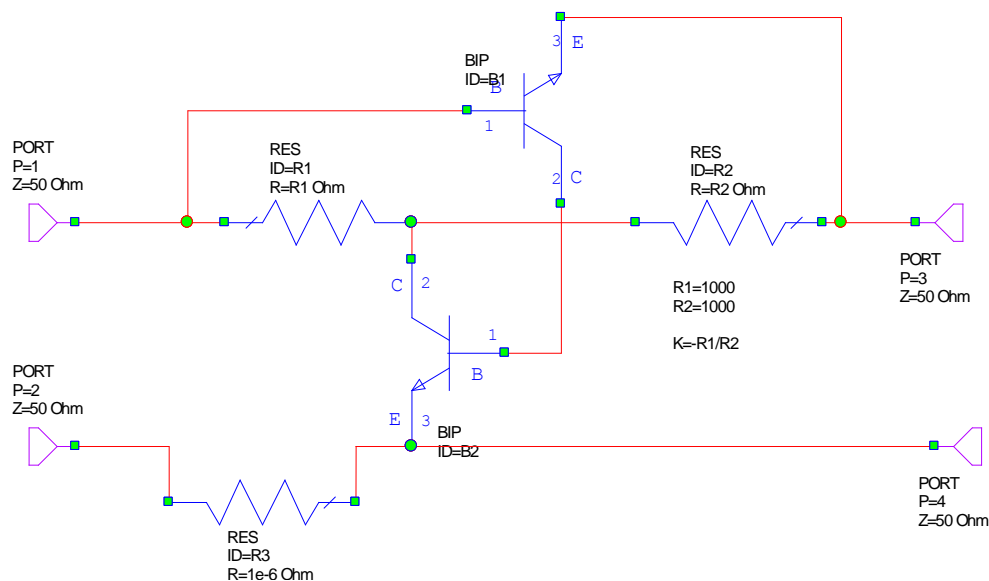 3 E
BIP
ID=B1
B
1
2 C
PORT
P=1
Z=50 Ohm
RES
ID=R1
R=R1 Ohm
RES
ID=R2
R=R2 Ohm
PORT
P=3
Z=50 Ohm
R1=1000
R2=1000
K=-R1/R2
C 2
1
B
E 3
BIP
ID=B2
PORT
P=2
Z=50 Ohm
PORT
P=4
Z=50 Ohm
RES
ID=R3
R=1e-6 Ohm